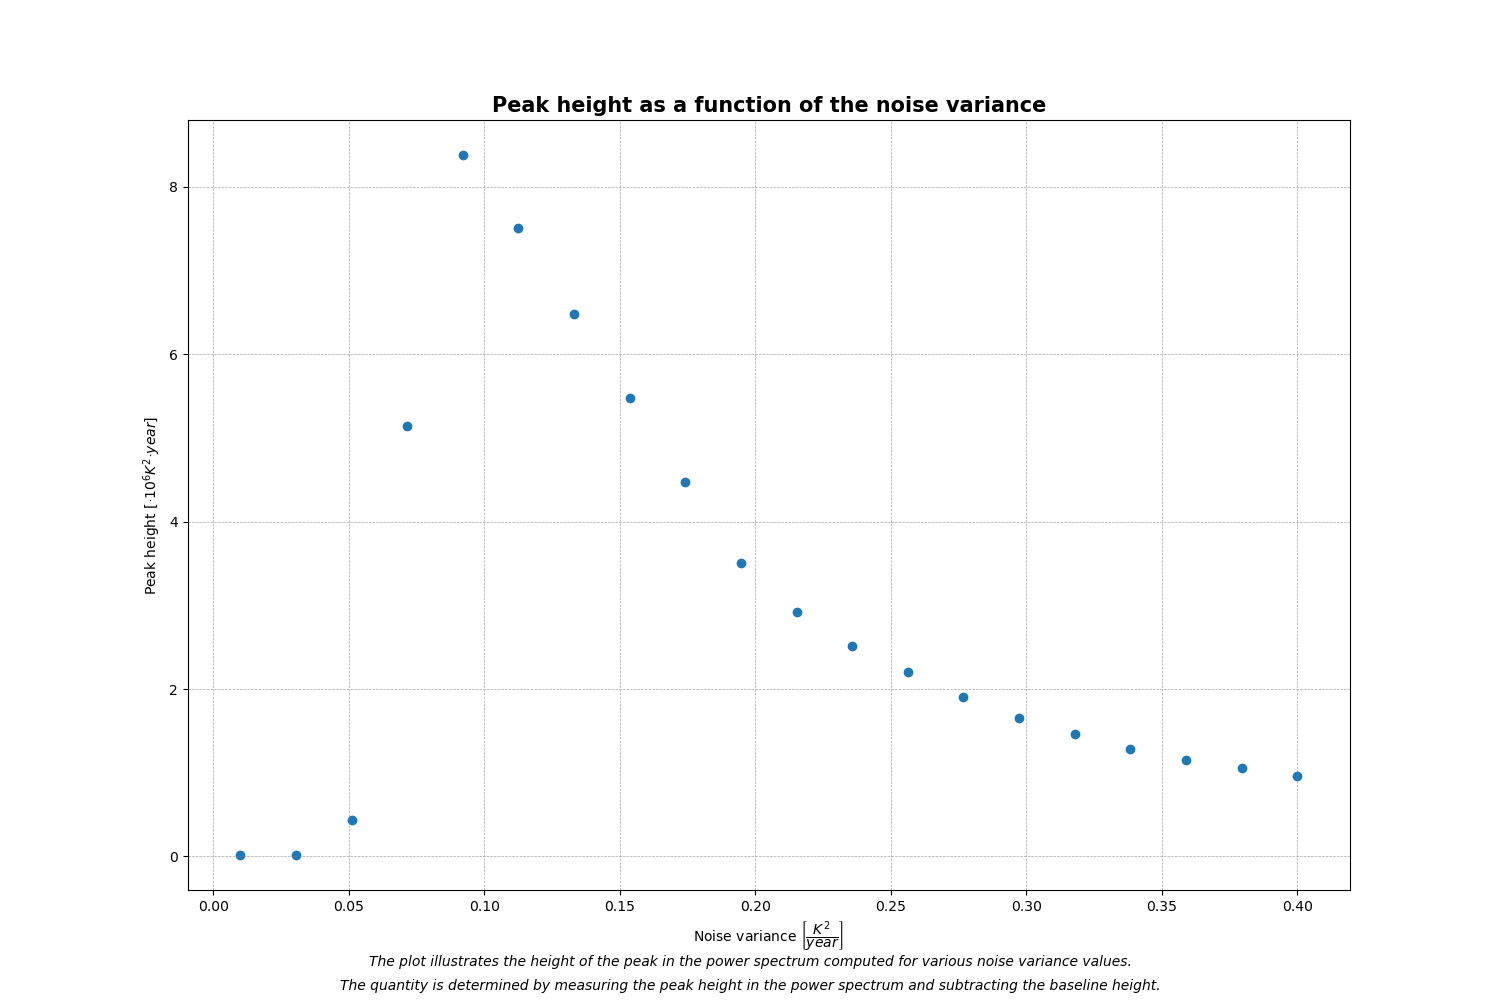 Peak height as a function of the noise variance
Peak height [·10⁶K²·year]
8
6
4
2
0
0.00 0.05 0.10 0.15 0.20 0.25 0.30 0.35 0.40
Noise variance [K²/year]
The plot illustrates the height of the peak in the power spectrum computed for various noise variance values.
The quantity is determined by measuring the peak height in the power spectrum and subtracting the baseline height.